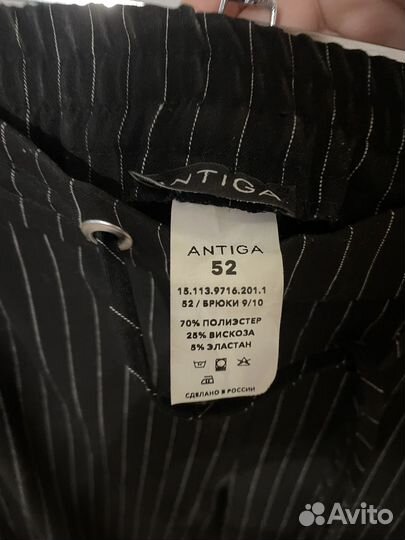 ANTIGA
ANTIGA
52
15.113.9716.201.1
52 / БРЮКИ 9/10
70% ПОЛИЭСТЕР
25% ВИСКОЗА
5% ЭЛАСТАН
СДЕЛАНО В РОССИИ
Avito